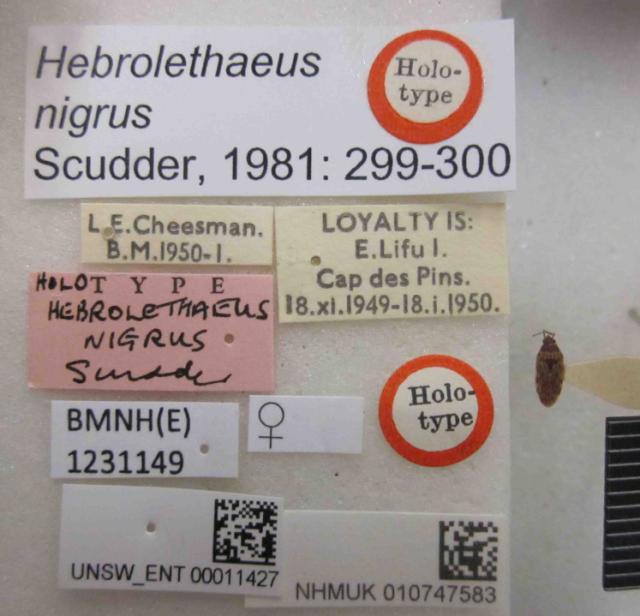 Hebrolethaeus
nigrus
Scudder, 1981: 299-300
Holo-
type
L.E.Cheesman.
B.M.1950-1.
LOYALTY IS:
E.Lifu I.
Cap des Pins.
18.xi.1949-18.i.1950.
HOLOTYPE
HEBROLETHAEUS
NIGRUS
Scudder
BMNH(E)
1231149
♀
Holo-
type
UNSW_ENT 00011427
NHMUK 010747583